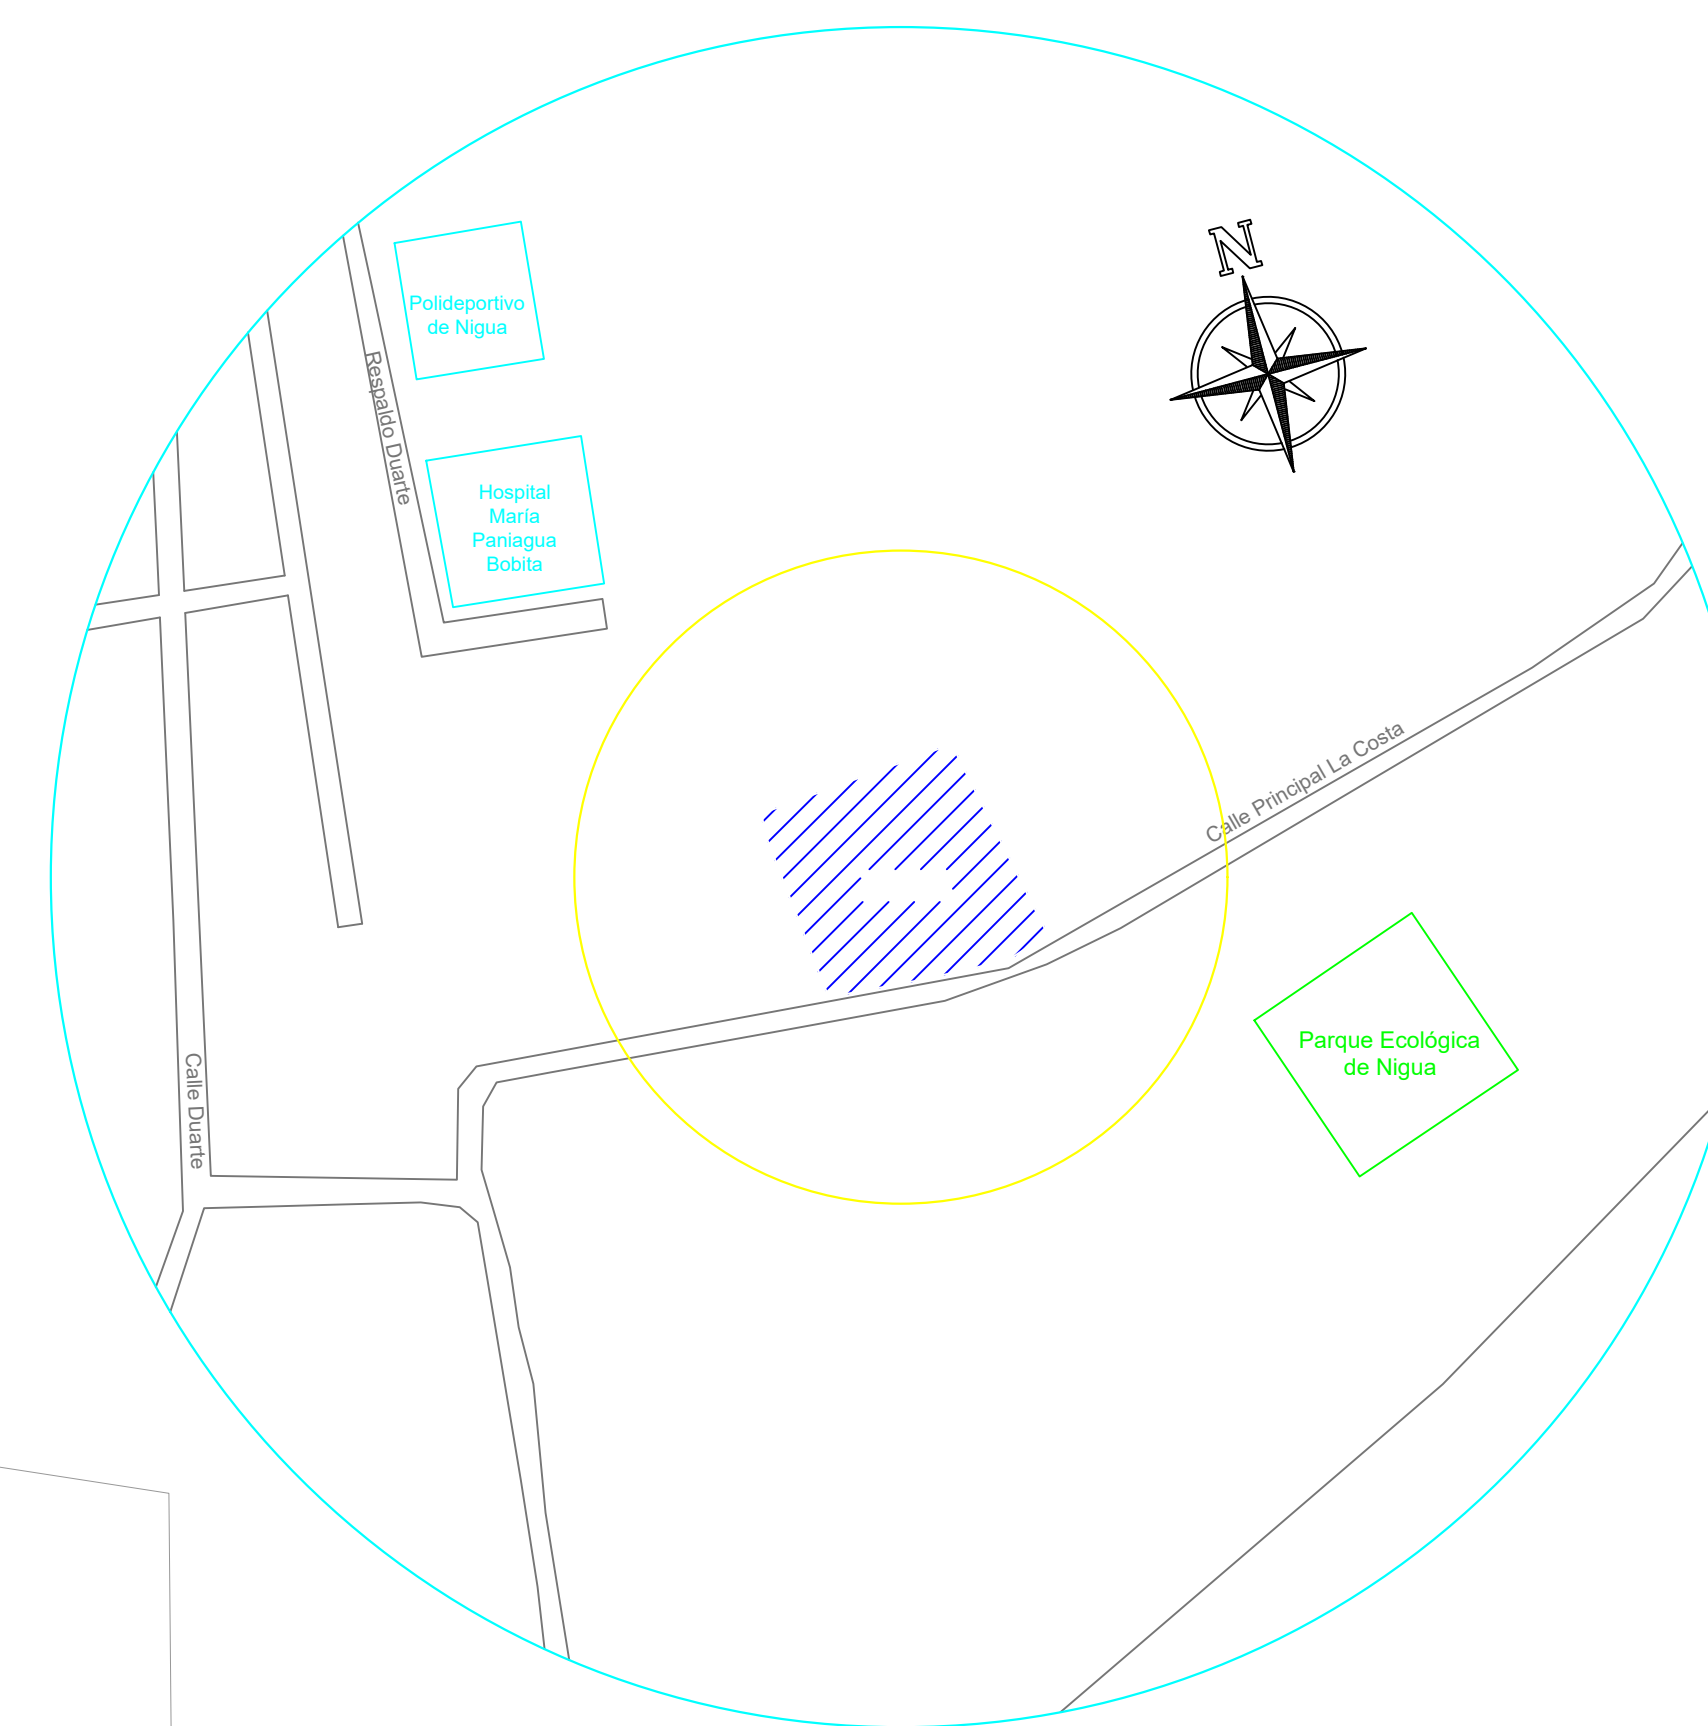 N
Polideportivo
de Nigua
Respaldo Duarte
Hospital
María
Paniagua
Bobita
Calle Principal La Costa
Parque Ecológica
de Nigua
Calle Duarte